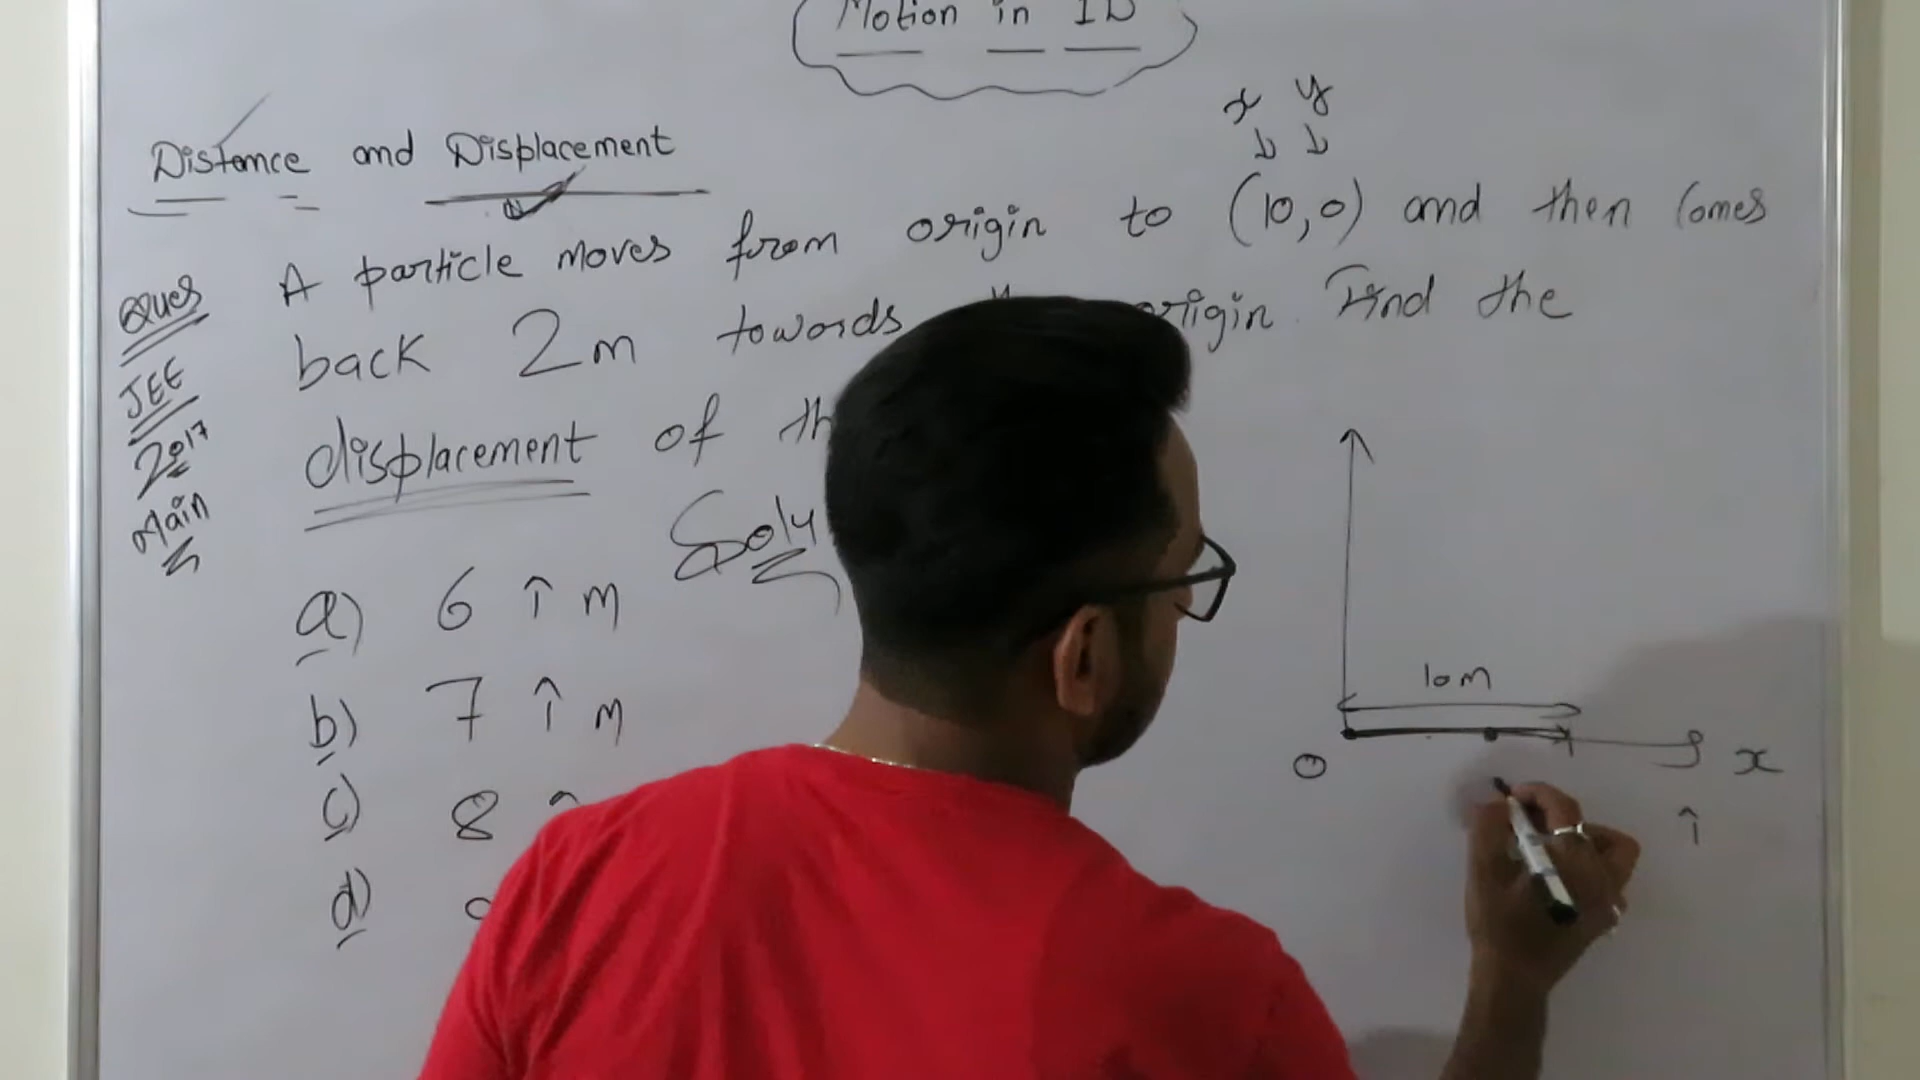 Motion in 1D
Distance and Displacement
x y
Ques
JEE
2017
Main
A particle moves from origin to (10,0) and then comes
back 2m towards origin. Find the
displacement of
Soln
a) 6 î m
b) 7 î m
c) 8
d)
10m
O
x
î